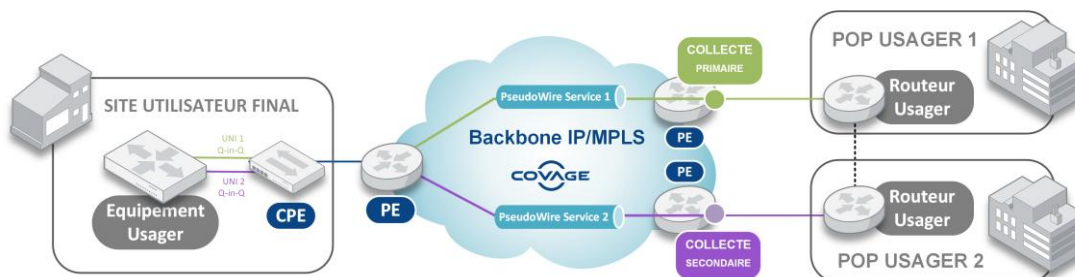 SITE UTILISATEUR FINAL
UNI 1
Q-in-Q
UNI 2
Q-in-Q
Equipement
Usager
CPE
PE
PseudoWire Service 1
Backbone IP/MPLS
COVAGE
PseudoWire Service 2
COLLECTE
PRIMAIRE
PE
PE
COLLECTE
SECONDAIRE
POP USAGER 1
Routeur
Usager
Routeur
Usager
POP USAGER 2